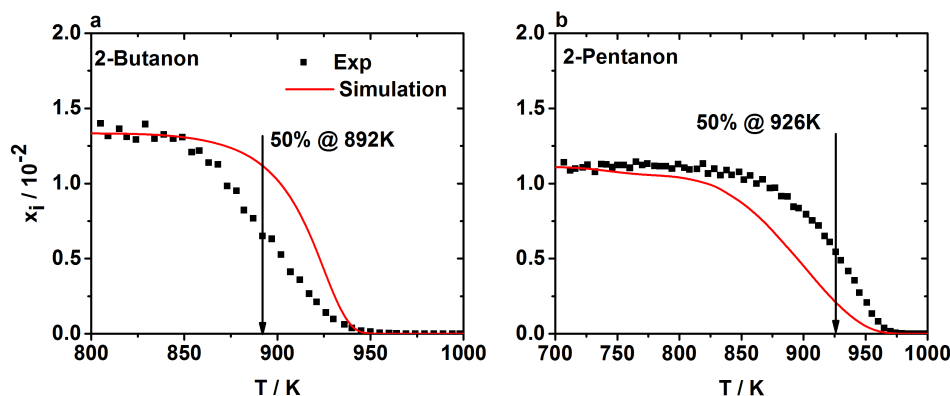 a
2-Butanon
Exp
Simulation
50% @ 892K
2.0
1.5
1.0
0.5
0.0
800
850
900
950
1000
T / K
x_i / 10^-2
b
2-Pentanon
50% @ 926K
2.0
1.5
1.0
0.5
0.0
700
750
800
850
900
950
1000
T / K